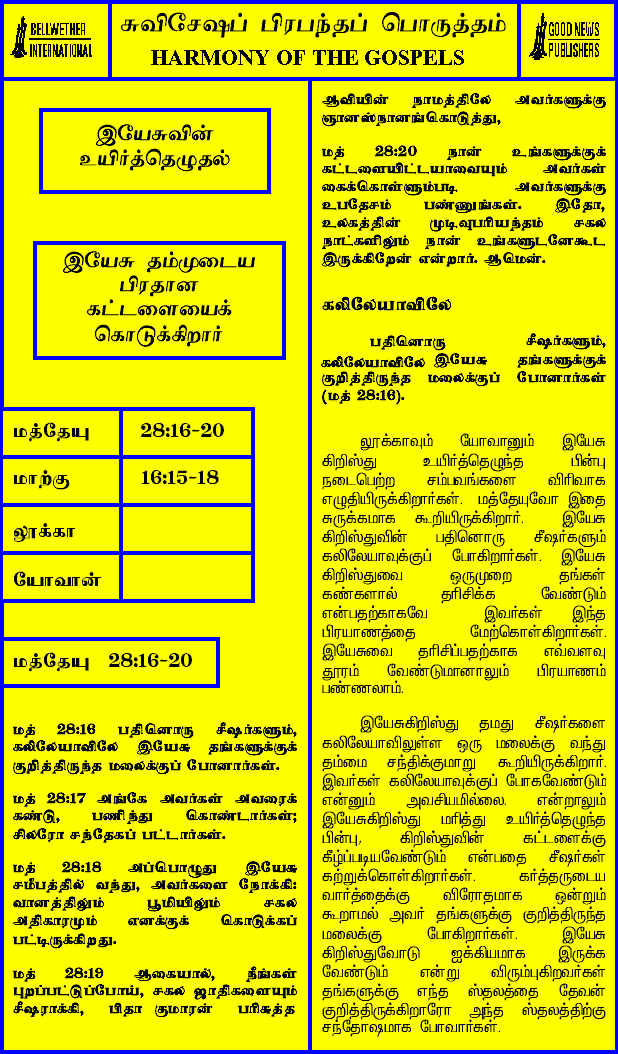 BELLWETHER
INTERNATIONAL
சுவிசேஷப் பிரபந்தப் பொருத்தம்
HARMONY OF THE GOSPELS
GOOD NEWS
PUBLISHERS
இயேசுவின்
உயிர்த்தெழுதல்
இயேசு தம்முடைய
பிரதான
கட்டளையைக்
கொடுக்கிறார்
மத்தேயு 28:16-20
மாற்கு 16:15-18
லூக்கா
யோவான்
மத்தேயு 28:16-20
மத் 28:16 பதினொரு சீஷர்களும்,
கலிலேயாவிலே இயேசு தங்களுக்குக்
குறித்திருந்த மலைக்குப் போனார்கள்.
மத் 28:17 அங்கே அவர்கள் அவரைக்
கண்டு, பணிந்து கொண்டார்கள்;
சிலரோ சந்தேகப் பட்டார்கள்.
மத் 28:18 அப்பொழுது இயேசு
சமீபத்தில் வந்து, அவர்களை நோக்கி:
வானத்திலும் பூமியிலும் சகல
அதிகாரமும் எனக்குக் கொடுக்கப்
பட்டிருக்கிறது.
மத் 28:19 ஆகையால், நீங்கள்
புறப்பட்டுப்போய், சகல ஜாதிகளையும்
சீஷராக்கி, பிதா குமாரன் பரிசுத்த
ஆவியின் நாமத்திலே அவர்களுக்கு
ஞானஸ்நானங்கொடுத்து,
மத் 28:20 நான் உங்களுக்குக்
கட்டளையிட்டயாவையும் அவர்கள்
கைக்கொள்ளும்படி அவர்களுக்கு
உபதேசம் பண்ணுங்கள். இதோ,
உலகத்தின் முடிவுபரியந்தம் சகல
நாட்களிலும் நான் உங்களுடனேகூட
இருக்கிறேன் என்றார். ஆமென்.
கலிலேயாவிலே
பதினொரு சீஷர்களும்,
கலிலேயாவிலே இயேசு தங்களுக்குக்
குறித்திருந்த மலைக்குப் போனார்கள்
(மத் 28:16).
லூக்காவும் யோவானும் இயேசு
கிறிஸ்து உயிர்த்தெழுந்த பின்பு
நடைபெற்ற சம்பவங்களை விரிவாக
எழுதியிருக்கிறார்கள். மத்தேயுவோ இதை
சுருக்கமாக கூறியிருக்கிறார். இயேசு
கிறிஸ்துவின் பதினொரு சீஷர்களும்
கலிலேயாவுக்குப் போகிறார்கள். இயேசு
கிறிஸ்துவை ஒருமுறை தங்கள்
கண்களால் தரிசிக்க வேண்டும்
என்பதற்காகவே இவர்கள் இந்த
பிரயாணத்தை மேற்கொள்கிறார்கள்.
இயேசுவை தரிசிப்பதற்காக எவ்வளவு
தூரம் வேண்டுமானாலும் பிரயாணம்
பண்ணலாம்.
இயேசுகிறிஸ்து தமது சீஷர்களை
கலிலேயாவிலுள்ள ஒரு மலைக்கு வந்து
தம்மை சந்திக்குமாறு கூறியிருக்கிறார்.
இவர்கள் கலிலேயாவுக்குப் போகவேண்டும்
என்னும் அவசியமில்லை. என்றாலும்
இயேசுகிறிஸ்து மரித்து உயிர்த்தெழுந்த
பின்பு, கிறிஸ்துவின் கட்டளைக்கு
கீழ்ப்படியவேண்டும் என்பதை சீஷர்கள்
கற்றுக்கொள்கிறார்கள். கர்த்தருடைய
வார்த்தைக்கு விரோதமாக ஒன்றும்
கூறாமல் அவர் தங்களுக்கு குறித்திருந்த
மலைக்கு போகிறார்கள். இயேசு
கிறிஸ்துவோடு ஐக்கியமாக இருக்க
வேண்டும் என்று விரும்புகிறவர்கள்
தங்களுக்கு எந்த ஸ்தலத்தை தேவன்
குறித்திருக்கிறாரோ அந்த ஸ்தலத்திற்கு
சந்தோஷமாக போவார்கள்.